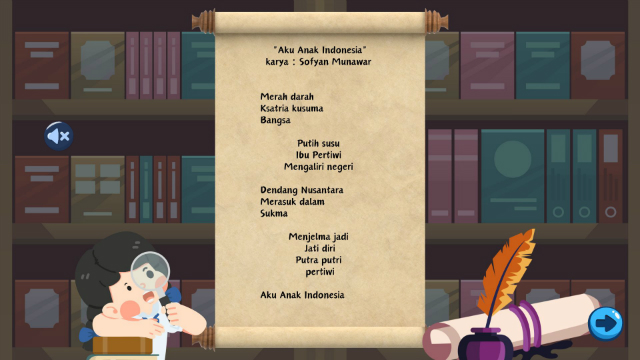 "Aku Anak Indonesia"
karya : Sofyan Munawar
Merah darah
Ksatria kusuma
Bangsa
Putih susu
Ibu Pertiwi
Mengaliri negeri
Dendang Nusantara
Merasuk dalam
Sukma
Menjelma jadi
Jati diri
Putra putri
pertiwi
Aku Anak Indonesia